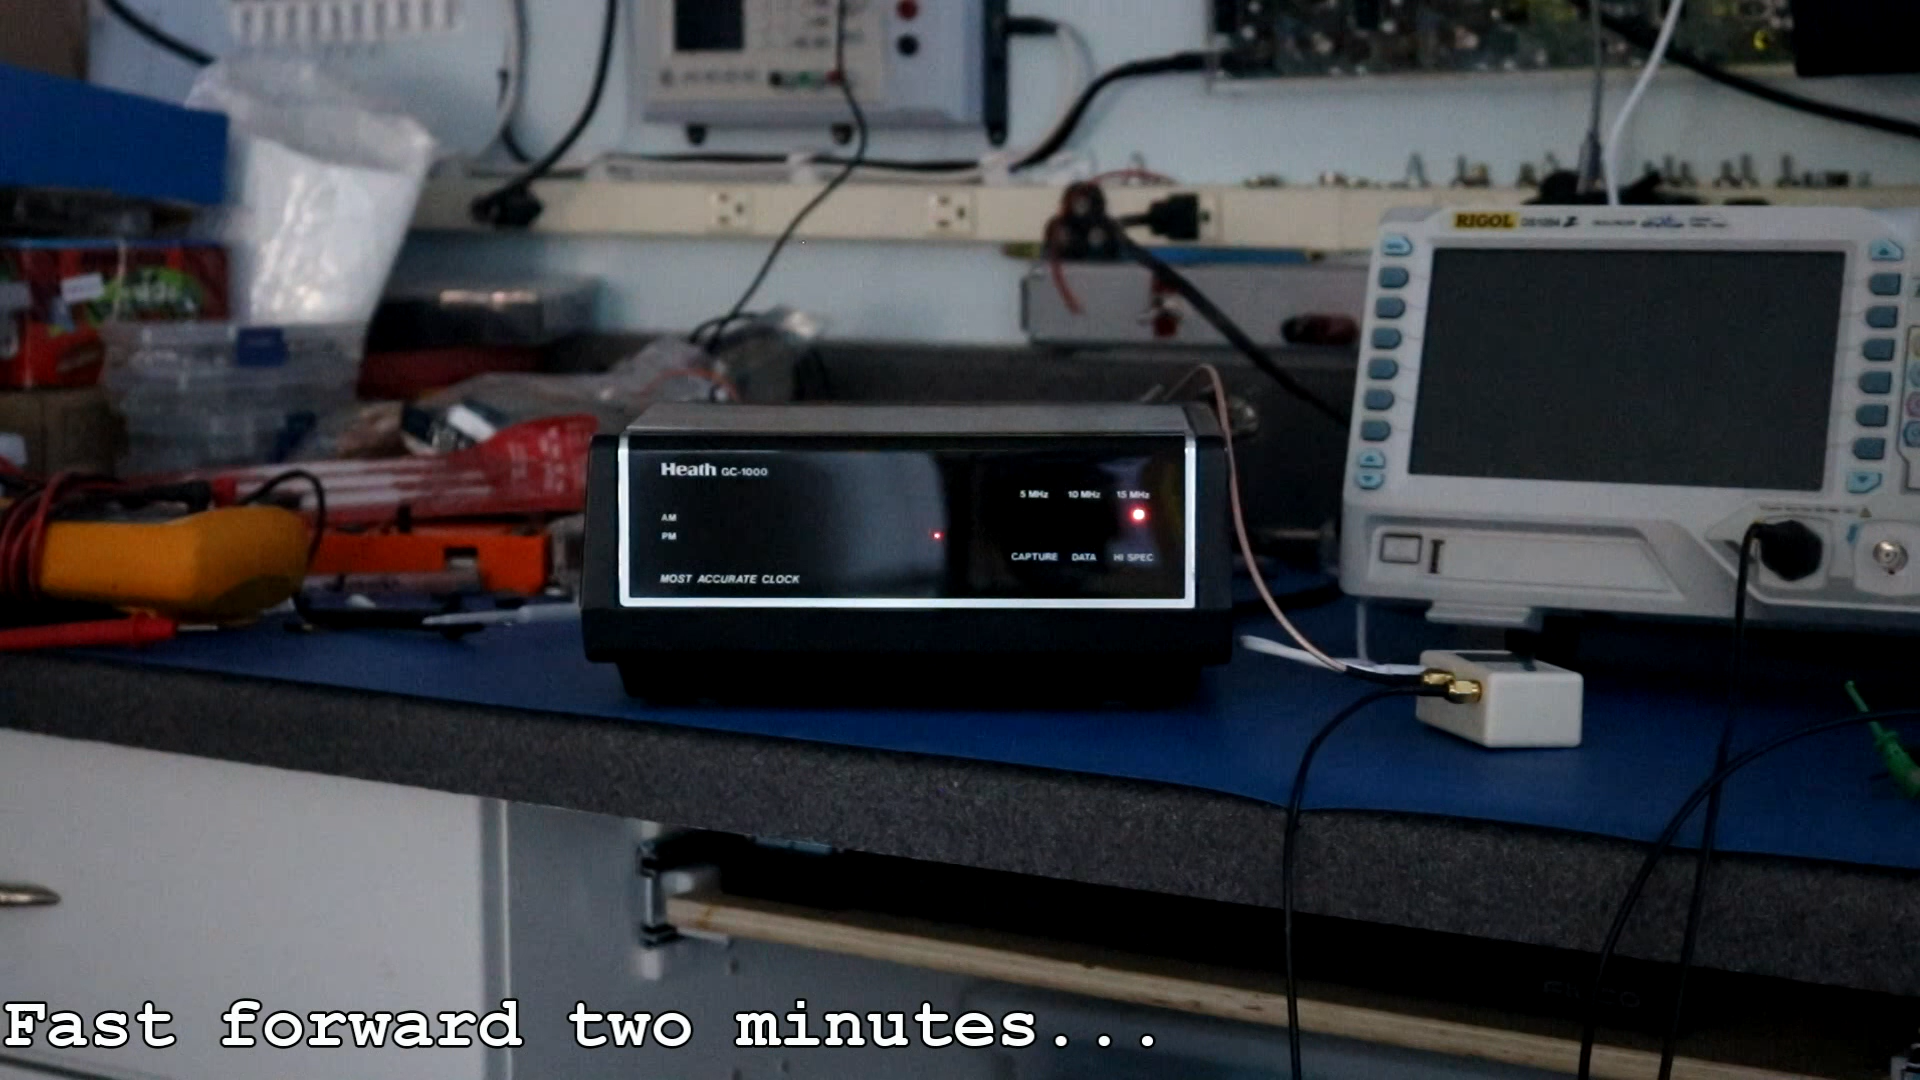 RIGOL
Heath GC-1000
5 MHz 10 MHz 15 MHz
AM
PM
CAPTURE DATA HI SPEC
MOST ACCURATE CLOCK
Fast forward two minutes...